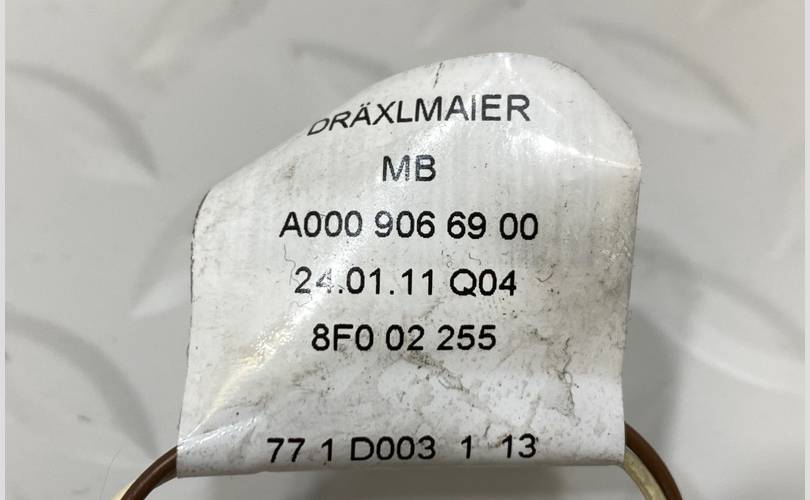 DRÄXLMAIER
MB
A000 906 69 00
24.01.11 Q04
8F0 02 255
77 1 D003 1 13